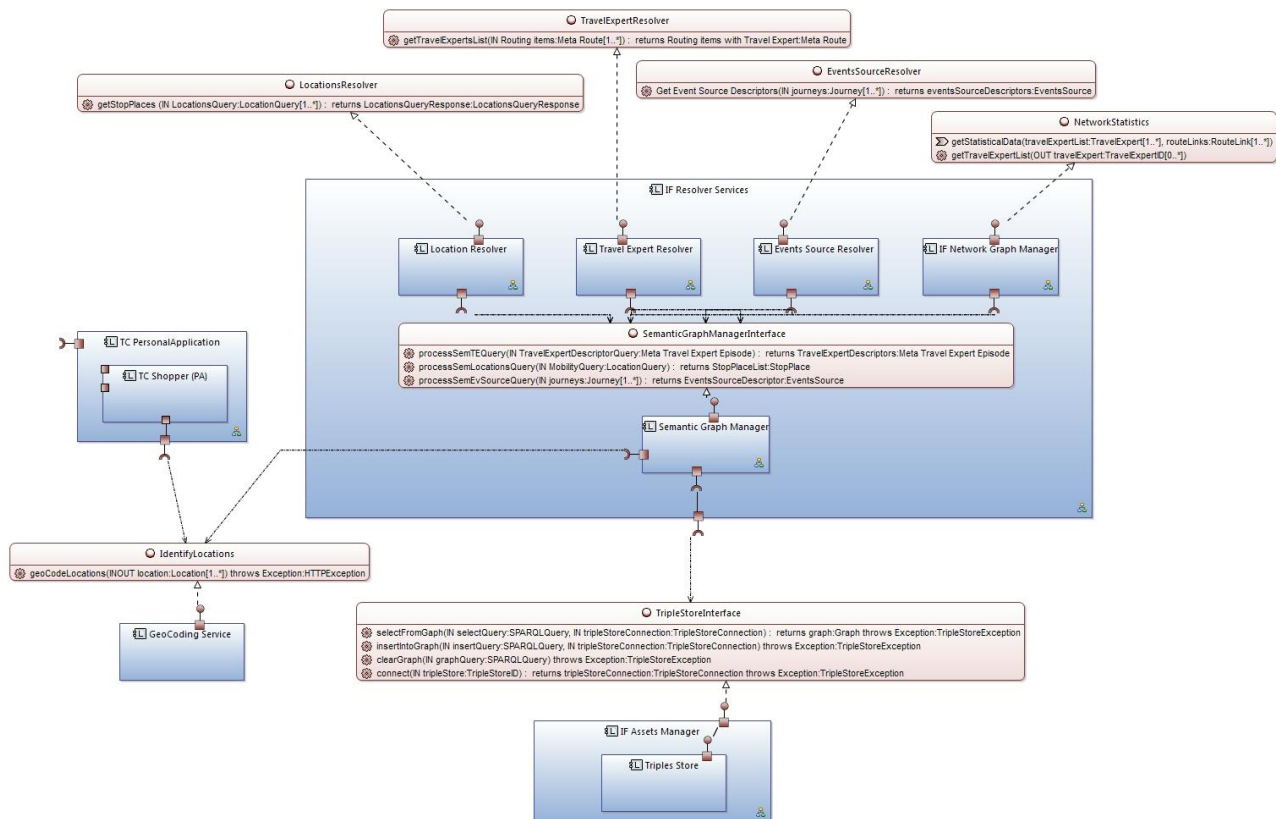 TravelExpertResolver
getTravelExpertsList(IN Routing items:Meta Route[1..*]) : returns Routing items with Travel Expert:Meta Route
EventsSourceResolver
Get Event Source Descriptors(IN journeys:Journey[1..*]) : returns eventsSourceDescriptors:EventsSource
LocationsResolver
getStopPlaces (IN LocationsQuery:LocationQuery[1..*]) : returns LocationsQueryResponse:LocationsQueryResponse
NetworkStatistics
getStatisticalData(travelExpertList:TravelExpert[1..*], routeLinks:RouteLink[1..*])
getTravelExpertList(OUT travelExpert:TravelExpertID[0..*])
IF Resolver Services
Location Resolver
Travel Expert Resolver
Events Source Resolver
IF Network Graph Manager
SemanticGraphManagerInterface
processSemTEQuery(IN TravelExpertDescriptorQuery:Meta Travel Expert Episode) : returns TravelExpertDescriptors:Meta Travel Expert Episode
processSemLocationsQuery(IN MobilityQuery:LocationQuery) : returns StopPlaceList:StopPlace
processSemEvSourceQuery(IN journeys:Journey[1..*]) : returns EventsSourceDescriptor:EventsSource
TC PersonalApplication
TC Shopper (PA)
Semantic Graph Manager
IdentifyLocations
geoCodeLocations(INOUT location:Location[1..*]) throws Exception:HTTPException
GeoCoding Service
TripleStoreInterface
selectFromGaph(IN selectQuery:SPARQLQuery, IN tripleStoreConnection:TripleStoreConnection) : returns graph:Graph throws Exception:TripleStoreException
insertIntoGraph(IN insertQuery:SPARQLQuery, IN tripleStoreConnection:TripleStoreConnection) throws Exception:TripleStoreException
clearGraph(IN graphQuery:SPARQLQuery) throws Exception:TripleStoreException
connect(IN tripleStore:TripleStoreID) : returns tripleStoreConnection:TripleStoreConnection throws Exception:TripleStoreException
IF Assets Manager
Triples Store